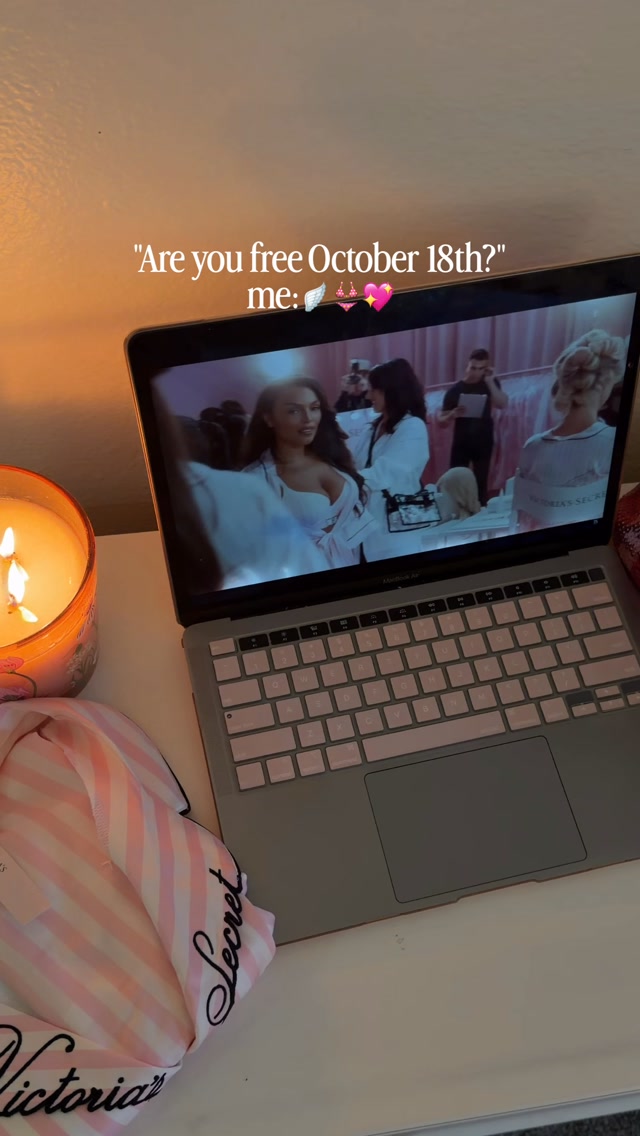 "Are you free October 18th?"
me: 🪽👙💖
VICTORIA'S SECRET
MacBook Air
Secret
Victoria's